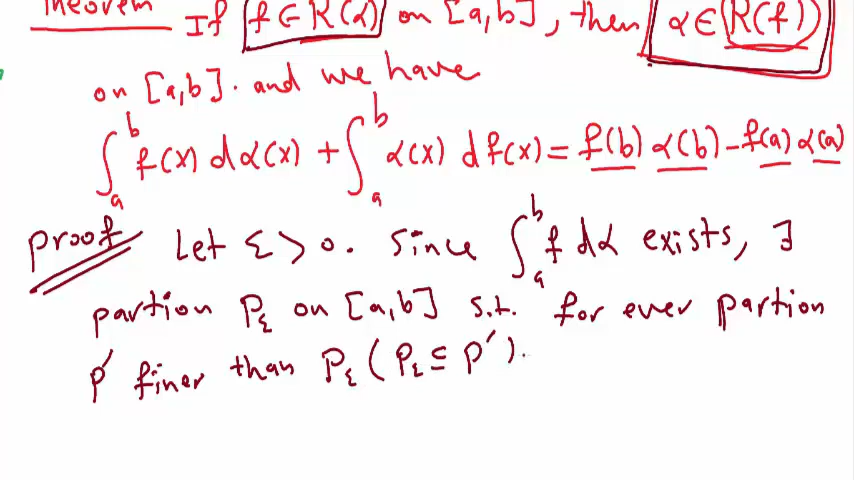 Theorem If f∈R(α) on [a,b], then α∈R(f)
on [a,b]. and we have
∫_a^b f(x) dα(x) + ∫_a^b α(x) df(x) = f(b) α(b) - f(a) α(a)
proof Let ε > 0. Since ∫_a^b f dα exists, ∃
partion P_ε on [a,b] s.t. for ever partion
P′ finer than P_ε (P_ε ⊆ P′).